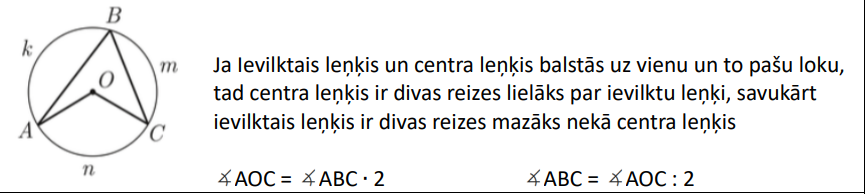 B
k
m
O
A
C
n
Ja Ievilktais leņķis un centra leņķis balstās uz vienu un to pašu loku,
tad centra leņķis ir divas reizes lielāks par ievilktu leņķi, savukārt
ievilktais leņķis ir divas reizes mazāks nekā centra leņķis
∡AOC = ∡ABC · 2
∡ABC = ∡AOC : 2